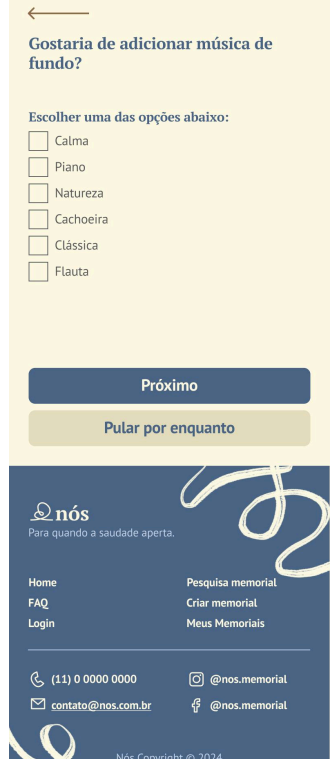 Gostaria de adicionar música de
fundo?
Escolher uma das opções abaixo:
Calma
Piano
Natureza
Cachoeira
Clássica
Flauta
Próximo
Pular por enquanto
nós
Para quando a saudade aperta.
Home
FAQ
Login
Pesquisa memorial
Criar memorial
Meus Memoriais
(11) 0 0000 0000
contato@nos.com.br
@nos.memorial
@nos.memorial
Nós Copyright © 2024